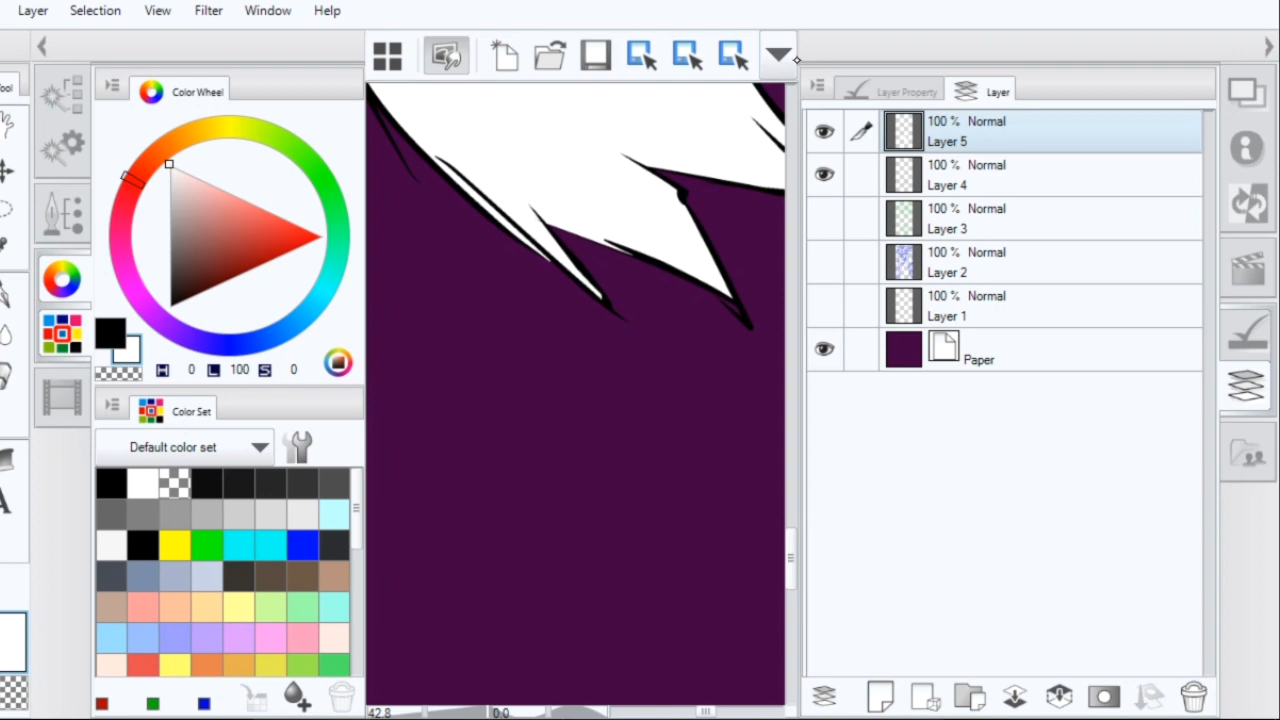 Layer Selection View Filter Window Help
Tool
Color Wheel
H 0 L 100 S 0
Color Set
Default color set
A
42.8 0.0
Layer Property Layer
100 % Normal
Layer 5
100 % Normal
Layer 4
100 % Normal
Layer 3
100 % Normal
Layer 2
100 % Normal
Layer 1
Paper